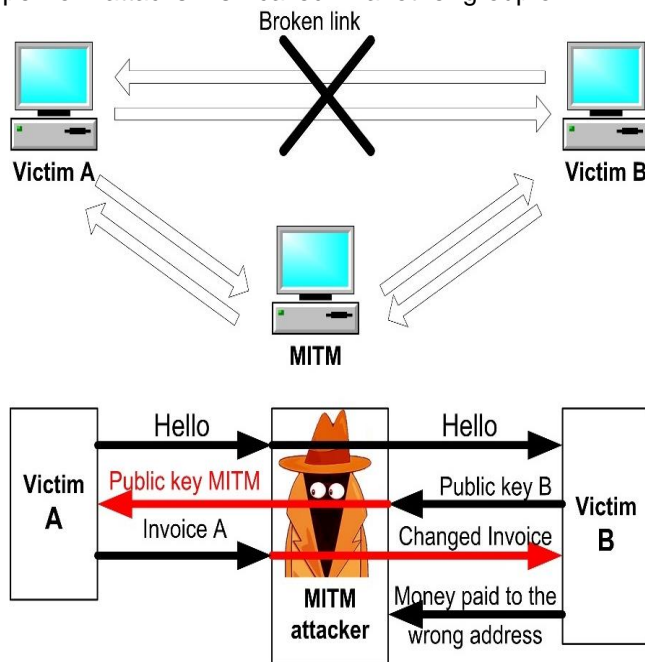 Broken link
Victim A
Victim B
MITM
Hello
Hello
Victim
A
Public key MITM
Public key B
Victim
B
Invoice A
Changed Invoice
MITM
attacker
Money paid to the
wrong address